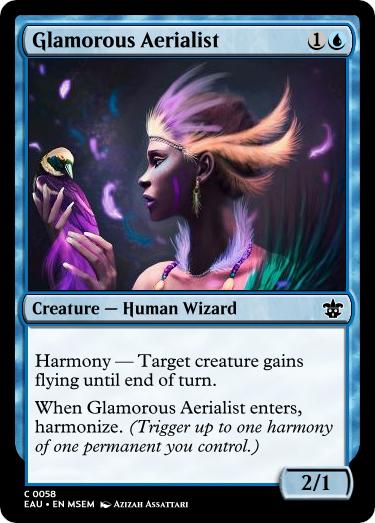 Glamorous Aerialist 1
Creature — Human Wizard
Harmony — Target creature gains
flying until end of turn.
When Glamorous Aerialist enters,
harmonize. (Trigger up to one harmony
of one permanent you control.)
2/1
C 0058
EAU • EN MSEM Azizah Assattari